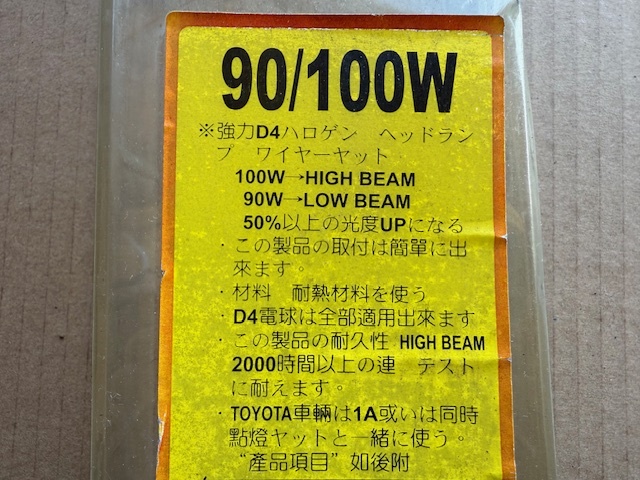 90/100W
※強力D4ハロゲン ヘッドラン
プ ワイヤーヤット
100W→HIGH BEAM
90W→LOW BEAM
50%以上の光度UPになる
・この製品の取付は簡單に出
來ます。
・材料 耐熱材料を使う
・D4電球は全部適用出來ます
・この製品の耐久性 HIGH BEAM
2000時間以上の連 テスト
に耐えます。
・TOYOTA車輛は1A或いは同時
點燈ヤットと一緒に使う。
“產品項目”如後附